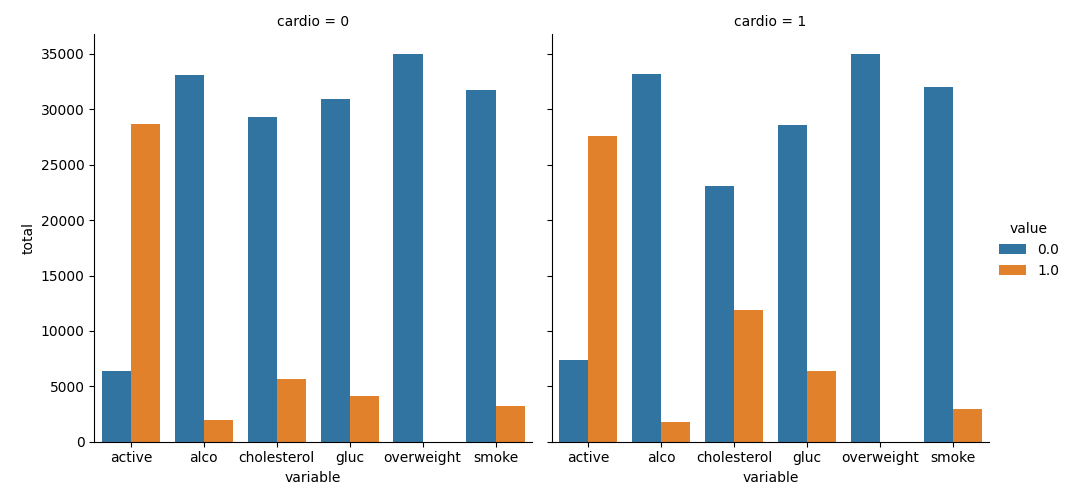 cardio = 0
cardio = 1
35000
30000
25000
20000
15000
10000
5000
0
total
active alco cholesterol gluc overweight smoke
variable
active alco cholesterol gluc overweight smoke
variable
value
0.0
1.0